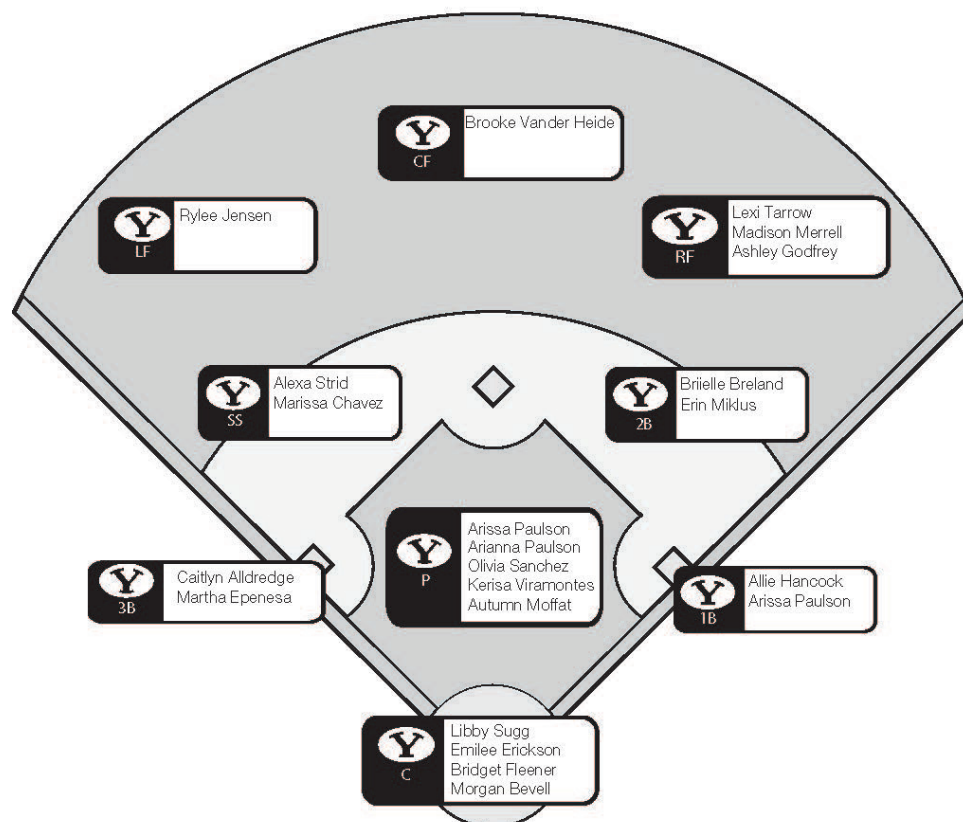 Y
CF
Brooke Vander Heide
Y
LF
Rylee Jensen
Y
RF
Lexi Tarrow
Madison Merrell
Ashley Godfrey
Y
SS
Alexa Strid
Marissa Chavez
Y
2B
Briielle Breland
Erin Miklus
Y
P
Arissa Paulson
Arianna Paulson
Olivia Sanchez
Kerisa Viramontes
Autumn Moffat
Y
3B
Caitlyn Alldredge
Martha Epenesa
Y
1B
Allie Hancock
Arissa Paulson
Y
C
Libby Sugg
Emilee Erickson
Bridget Fleener
Morgan Bevell